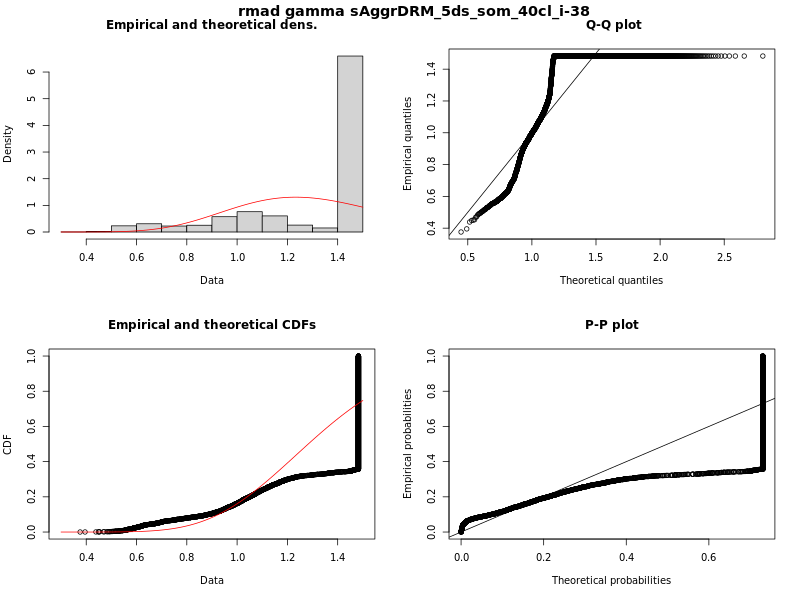 rmad gamma sAggrDRM_5ds_som_40cl_i-38
Empirical and theoretical dens.
Density
0 1 2 3 4 5 6
0.4 0.6 0.8 1.0 1.2 1.4
Data
Q-Q plot
Empirical quantiles
0.4 0.6 0.8 1.0 1.2 1.4
0.5 1.0 1.5 2.0 2.5
Theoretical quantiles
Empirical and theoretical CDFs
CDF
0.0 0.2 0.4 0.6 0.8 1.0
0.4 0.6 0.8 1.0 1.2 1.4
Data
P-P plot
Empirical probabilities
0.0 0.2 0.4 0.6 0.8 1.0
0.0 0.2 0.4 0.6
Theoretical probabilities